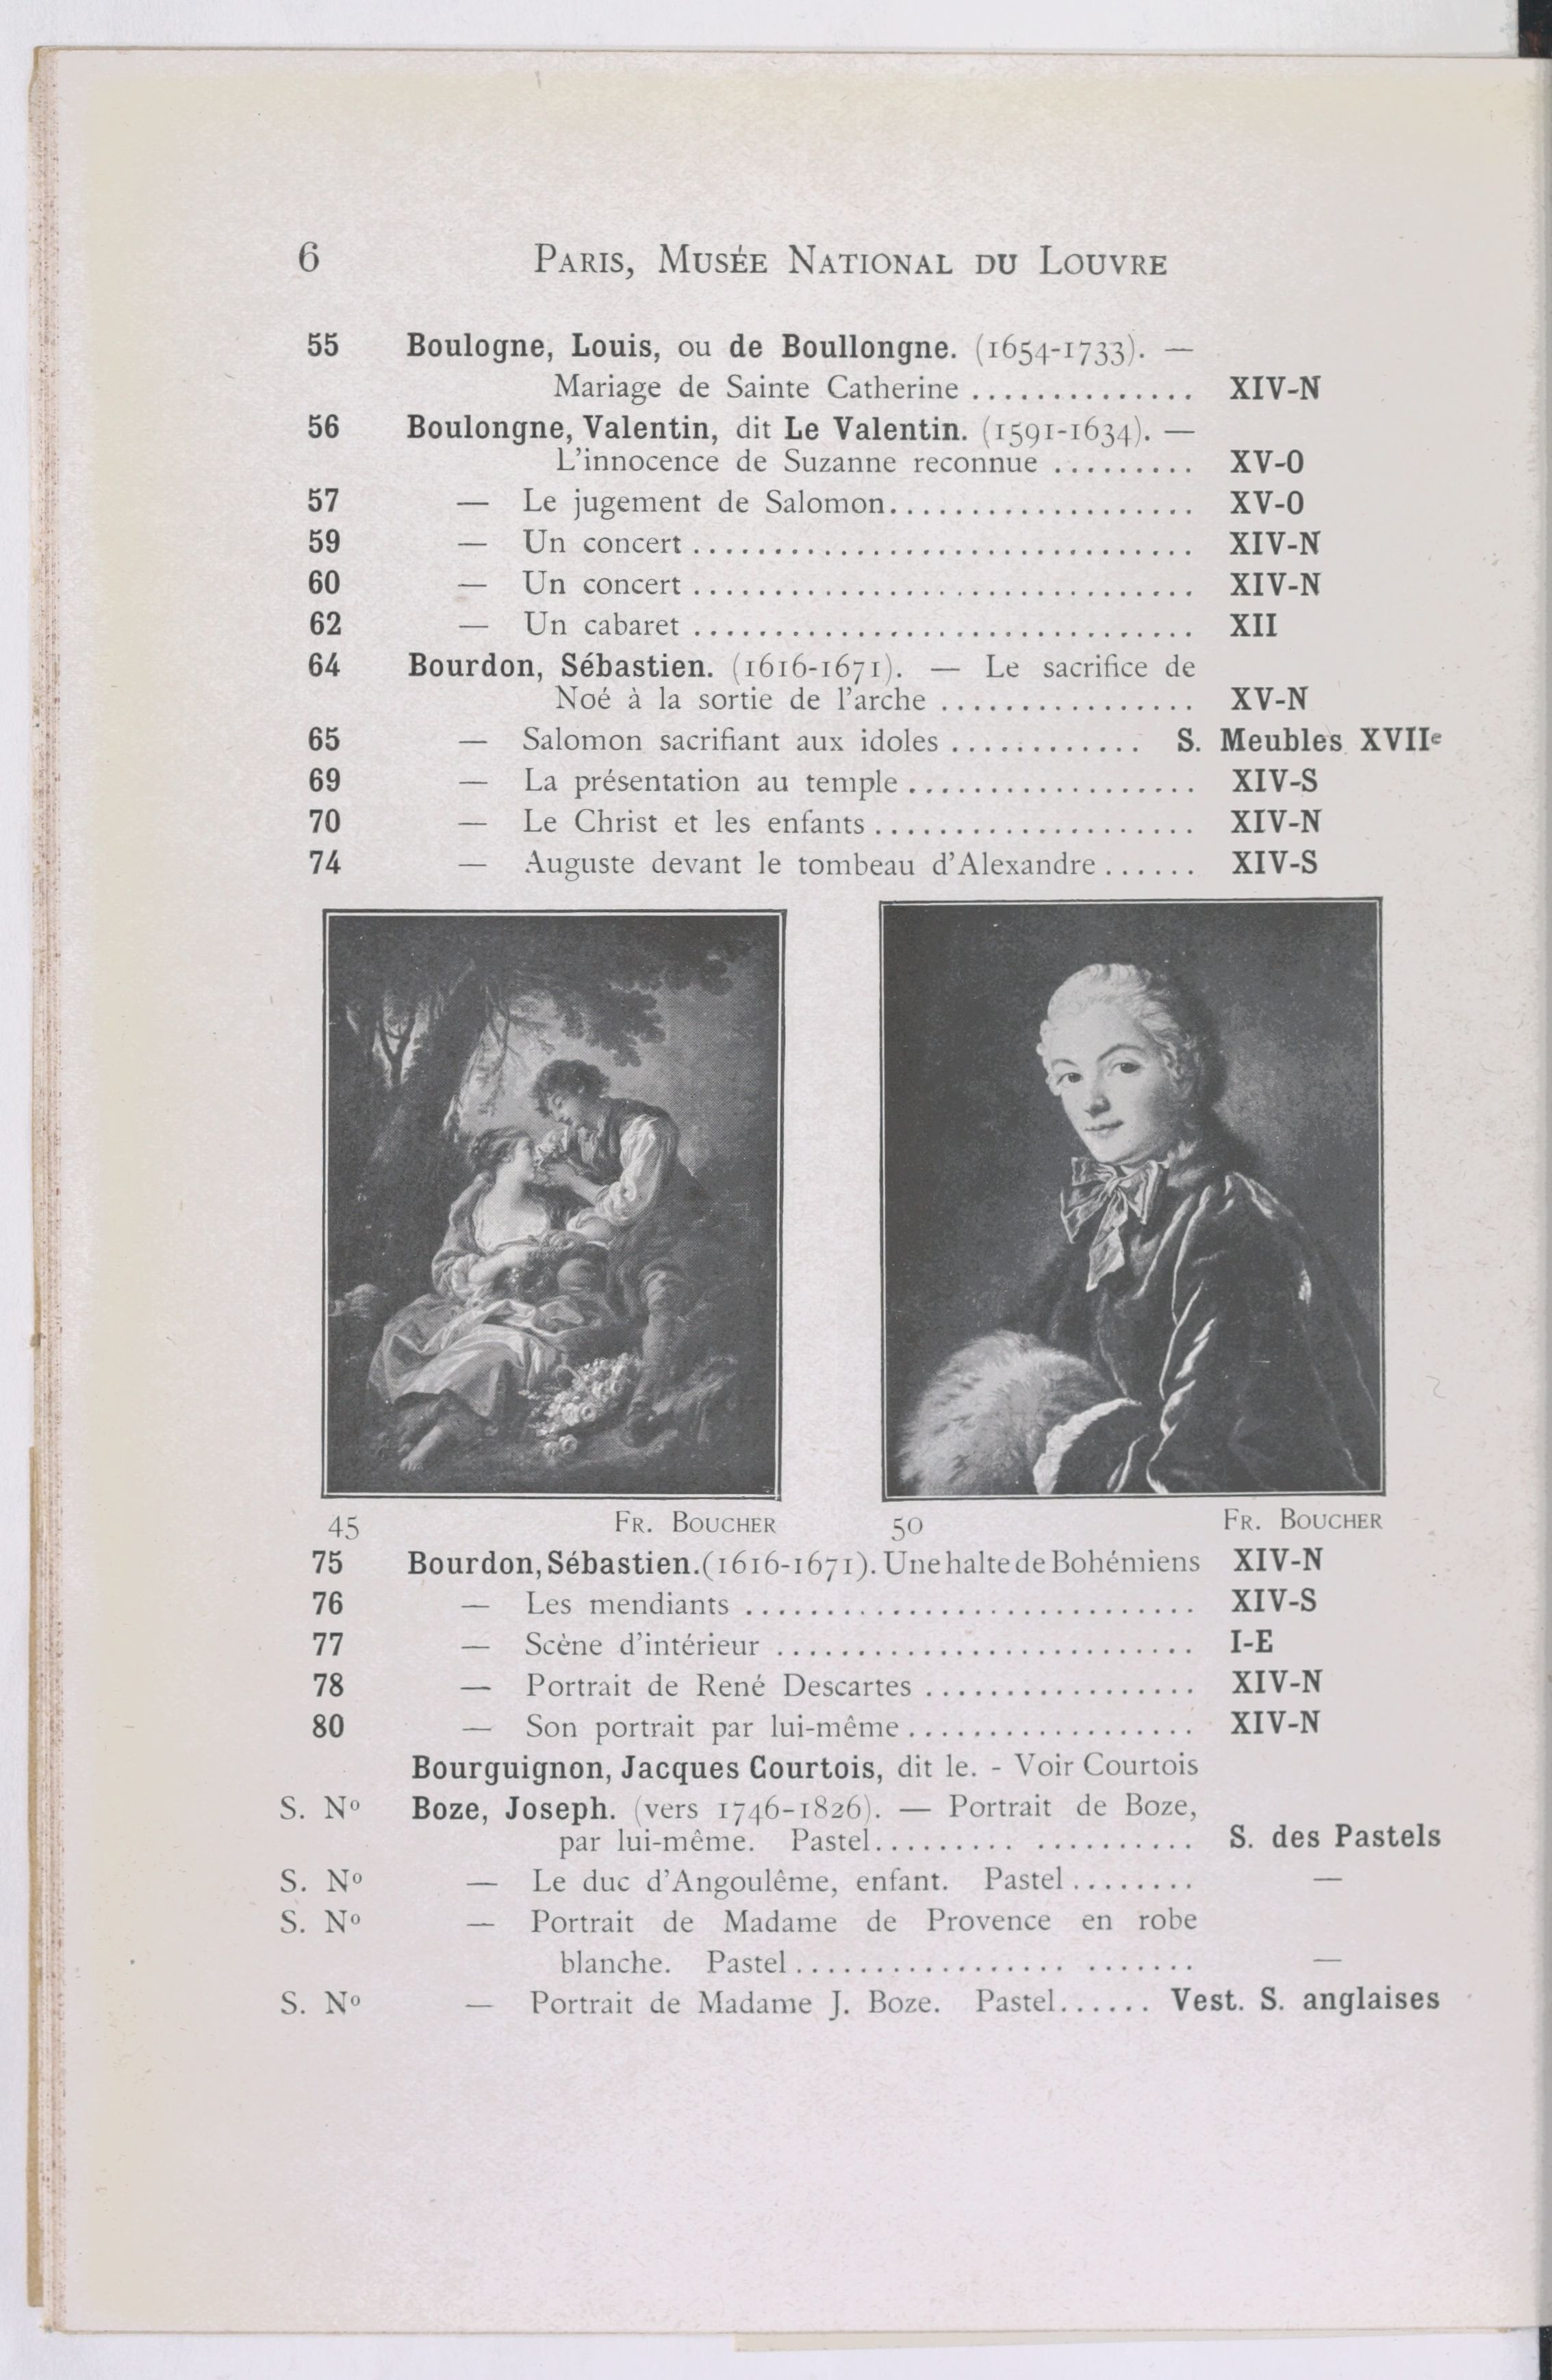 6 PARIS, MUSÉE NATIONAL DU LOUVRE
55 Boulogne, Louis, ou de Boullongne. (1654-1733). —
Mariage de Sainte Catherine .............. XIV-N
56 Boulongne, Valentin, dit Le Valentin. (1591-1634). —
L'innocence de Suzanne reconnue ......... XV-O
57 — Le jugement de Salomon................... XV-O
59 — Un concert ............................... XIV-N
60 — Un concert ............................... XIV-N
62 — Un cabaret ............................... XII
64 Bourdon, Sébastien. (1616-1671). — Le sacrifice de
Noé à la sortie de l'arche ................ XV-N
65 — Salomon sacrifiant aux idoles ............ S. Meubles XVIIe
69 — La présentation au temple .................. XIV-S
70 — Le Christ et les enfants .................... XIV-N
74 — Auguste devant le tombeau d'Alexandre ...... XIV-S
45 FR. BOUCHER 50 FR. BOUCHER
75 Bourdon, Sébastien. (1616-1671). Une halte de Bohémiens XIV-N
76 — Les mendiants ............................ XIV-S
77 — Scène d'intérieur .......................... I-E
78 — Portrait de René Descartes ................. XIV-N
80 — Son portrait par lui-même .................. XIV-N
Bourguignon, Jacques Courtois, dit le. - Voir Courtois
S. No Boze, Joseph. (vers 1746-1826). — Portrait de Boze,
par lui-même. Pastel......... .......... S. des Pastels
S. No — Le duc d'Angoulême, enfant. Pastel ........ —
S. No — Portrait de Madame de Provence en robe
blanche. Pastel ................. ....... —
S. No — Portrait de Madame J. Boze. Pastel...... Vest. S. anglaises